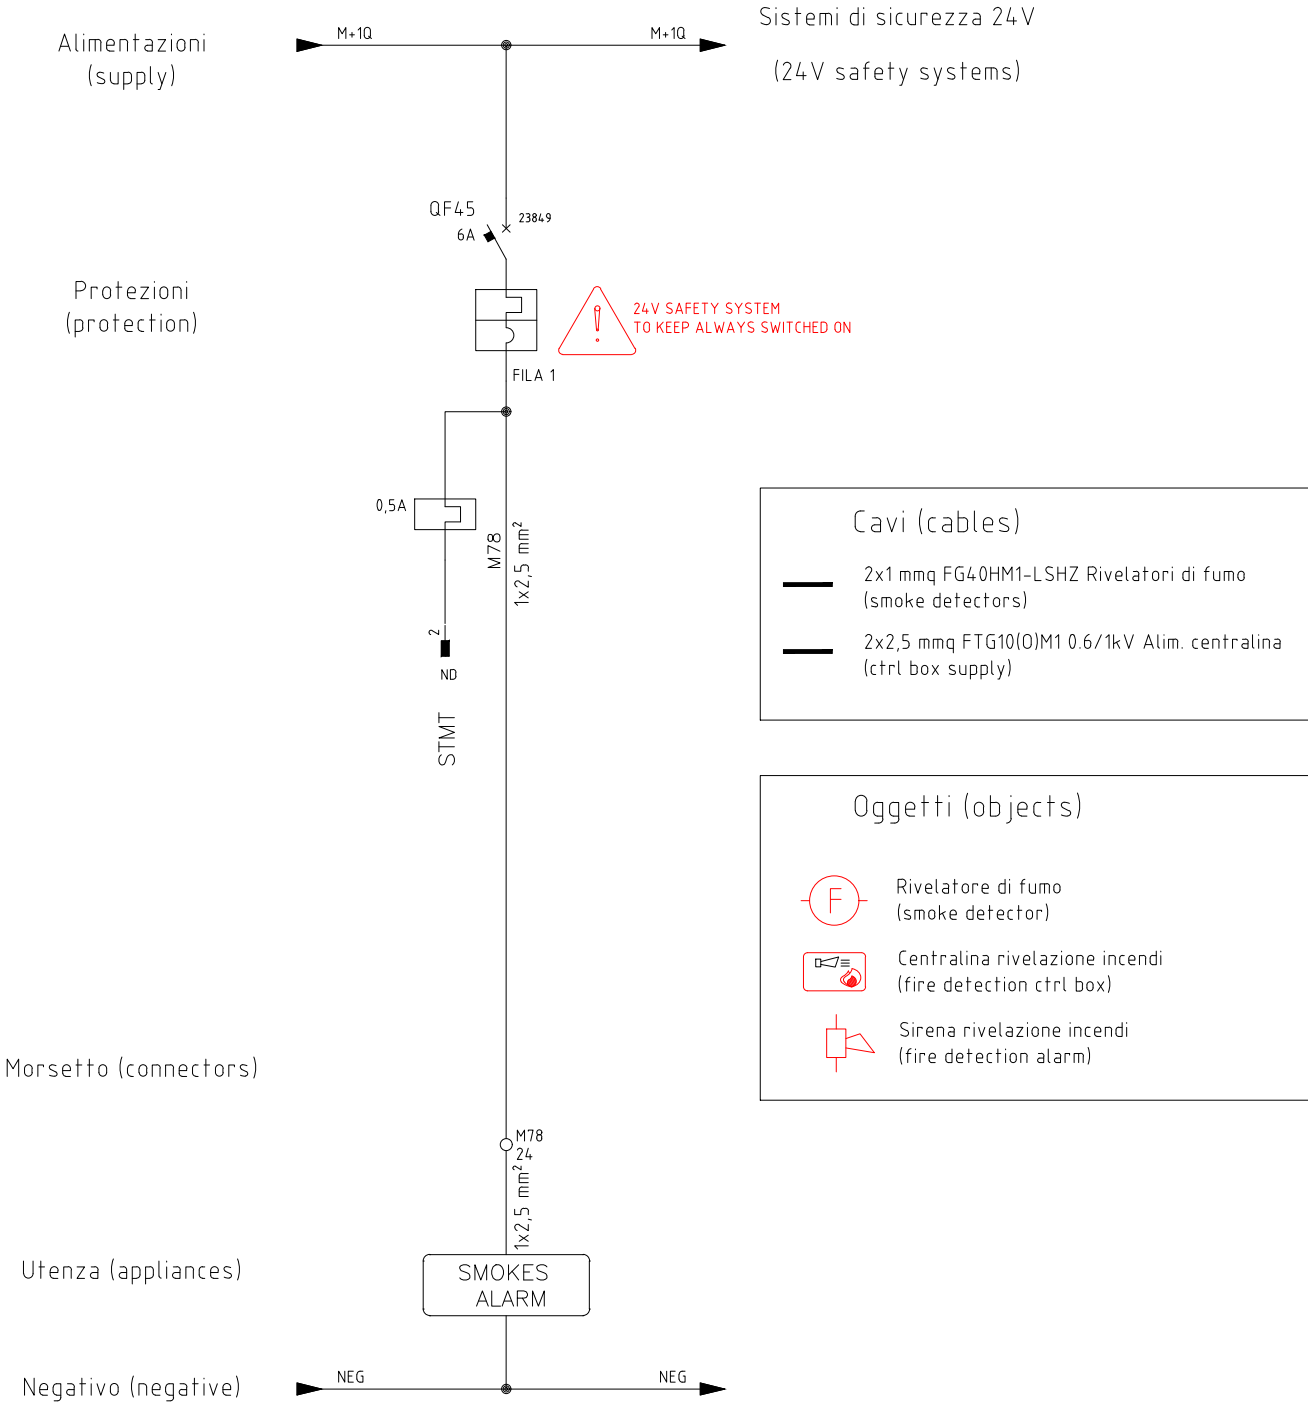 Sistemi di sicurezza 24V
(24V safety systems)
Alimentazioni
(supply)
M+1Q
M+1Q
QF45
6A
23849
Protezioni
(protection)
24V SAFETY SYSTEM
TO KEEP ALWAYS SWITCHED ON
FILA 1
0,5A
M78
1x2,5 mm²
2
ND
STMT
Cavi (cables)
2x1 mmq FG40HM1-LSHZ Rivelatori di fumo
(smoke detectors)
2x2,5 mmq FTG10(O)M1 0.6/1kV Alim. centralina
(ctrl box supply)
Oggetti (objects)
F
Rivelatore di fumo
(smoke detector)
Centralina rivelazione incendi
(fire detection ctrl box)
Sirena rivelazione incendi
(fire detection alarm)
Morsetto (connectors)
M78
24
1x2,5 mm²
Utenza (appliances)
SMOKES
ALARM
Negativo (negative)
NEG
NEG